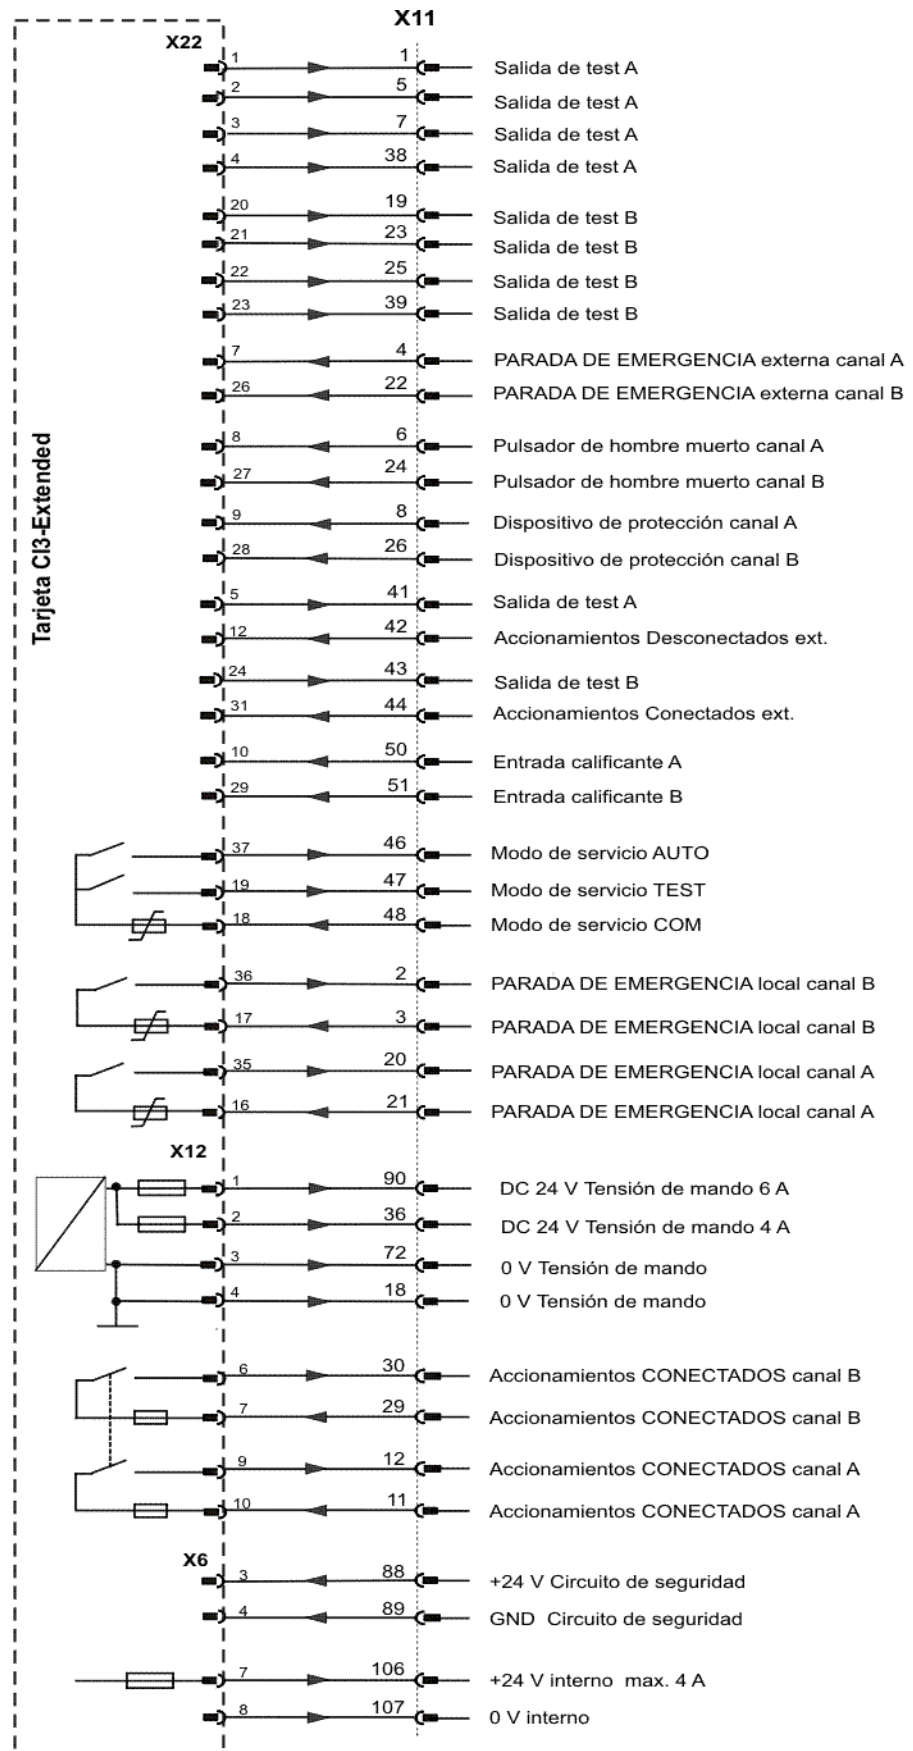 X11
X22
1 1 Salida de test A
2 5 Salida de test A
3 7 Salida de test A
4 38 Salida de test A
20 19 Salida de test B
21 23 Salida de test B
22 25 Salida de test B
23 39 Salida de test B
7 4 PARADA DE EMERGENCIA externa canal A
26 22 PARADA DE EMERGENCIA externa canal B
8 6 Pulsador de hombre muerto canal A
27 24 Pulsador de hombre muerto canal B
9 8 Dispositivo de protección canal A
28 26 Dispositivo de protección canal B
5 41 Salida de test A
12 42 Accionamientos Desconectados ext.
24 43 Salida de test B
31 44 Accionamientos Conectados ext.
10 50 Entrada calificante A
29 51 Entrada calificante B
Tarjeta CI3-Extended
37 46 Modo de servicio AUTO
19 47 Modo de servicio TEST
18 48 Modo de servicio COM
36 2 PARADA DE EMERGENCIA local canal B
17 3 PARADA DE EMERGENCIA local canal B
35 20 PARADA DE EMERGENCIA local canal A
16 21 PARADA DE EMERGENCIA local canal A
X12
1 90 DC 24 V Tensión de mando 6 A
2 36 DC 24 V Tensión de mando 4 A
3 72 0 V Tensión de mando
4 18 0 V Tensión de mando
6 30 Accionamientos CONECTADOS canal B
7 29 Accionamientos CONECTADOS canal B
9 12 Accionamientos CONECTADOS canal A
10 11 Accionamientos CONECTADOS canal A
X6
3 88 +24 V Circuito de seguridad
4 89 GND Circuito de seguridad
7 106 +24 V interno max. 4 A
8 107 0 V interno